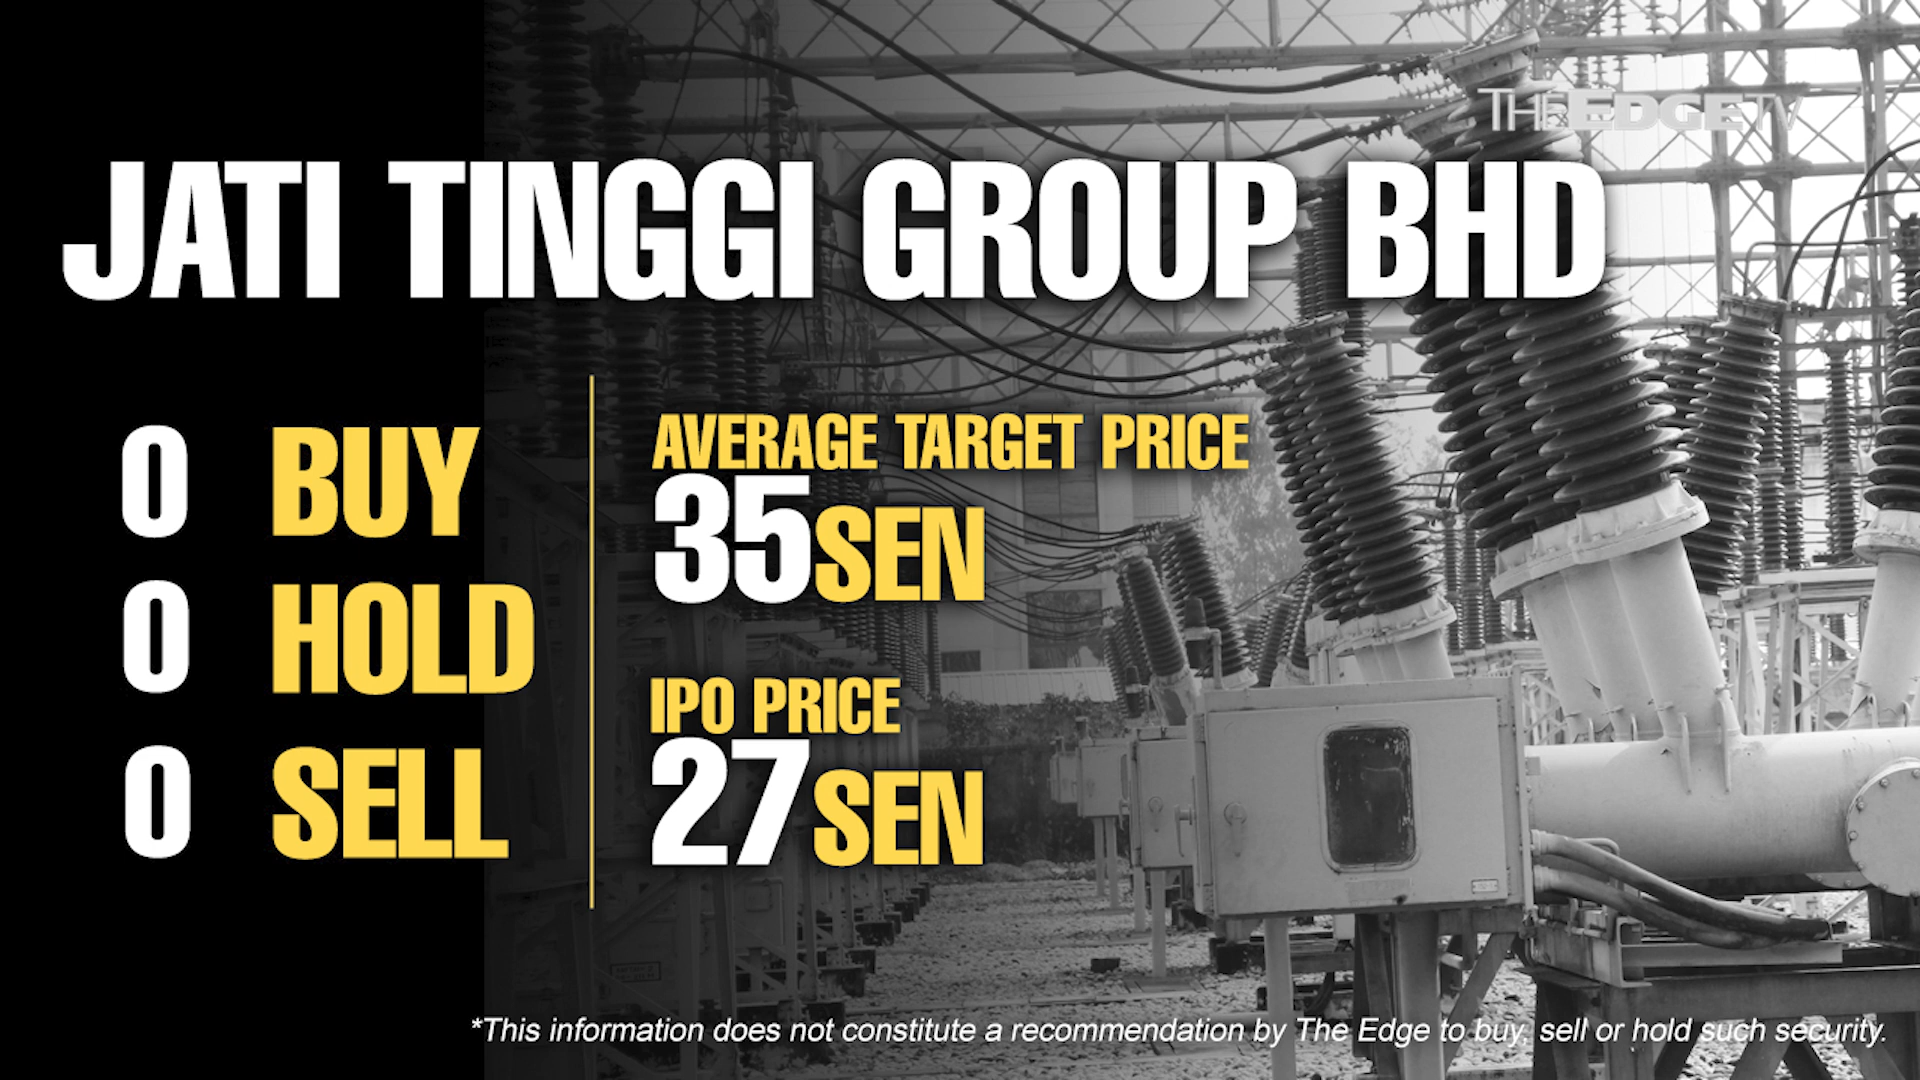 THE EDGE TV
JATI TINGGI GROUP BHD
0 BUY
0 HOLD
0 SELL
AVERAGE TARGET PRICE
35SEN
IPO PRICE
27SEN
*This information does not constitute a recommendation by The Edge to buy, sell or hold such security.